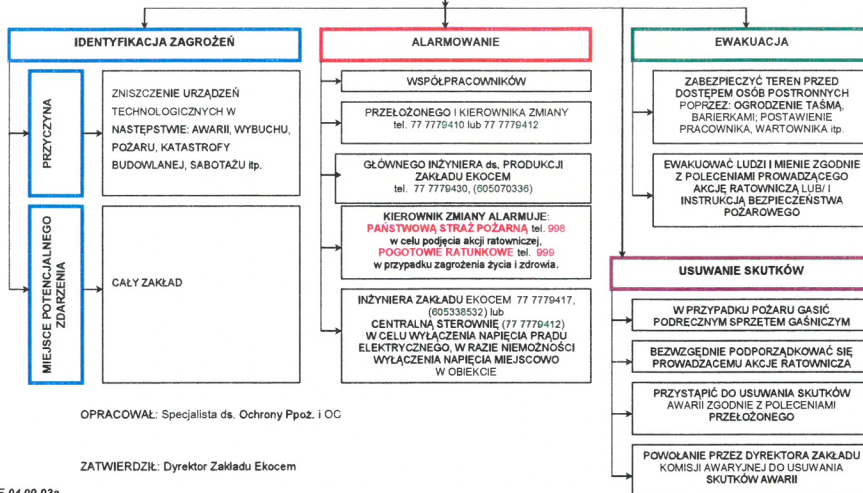 IDENTYFIKACJA ZAGROŻEŃ
PRZYCZYNA
ZNISZCZENIE URZĄDZEŃ
TECHNOLOGICZNYCH W
NASTĘPSTWIE: AWARII, WYBUCHU,
POŻARU, KATASTROFY
BUDOWLANEJ, SABOTAŻU itp.
MIEJSCE POTENCJALNEGO
ZDARZENIA
CAŁY ZAKŁAD
ALARMOWANIE
WSPÓŁPRACOWNIKÓW
PRZEŁOŻONEGO I KIEROWNIKA ZMIANY
tel. 77 7779410 lub 77 7779412
GŁÓWNEGO INŻYNIERA ds. PRODUKCJI
ZAKŁADU EKOCEM
tel. 77 7779430, (605070336)
KIEROWNIK ZMIANY ALARMUJE:
PAŃSTWOWĄ STRAŻ POŻARNĄ tel. 998
w celu podjęcia akcji ratowniczej,
POGOTOWIE RATUNKOWE tel. 999
w przypadku zagrożenia życia i zdrowia.
INŻYNIERA ZAKŁADU EKOCEM 77 7779417,
(605338532) lub
CENTRALNĄ STEROWNIĘ (77 7779412)
W CELU WYŁĄCZENIA NAPIĘCIA PRĄDU
ELEKTRYCZNEGO, W RAZIE NIEMOŻNOŚCI
WYŁĄCZENIA NAPIĘCIA MIEJSCOWO
W OBIEKCIE
EWAKUACJA
ZABEZPIECZYĆ TEREN PRZED
DOSTĘPEM OSÓB POSTRONNYCH
POPRZEZ: OGRODZENIE TAŚMĄ,
BARIERKAMI; POSTAWIENIE
PRACOWNIKA, WARTOWNIKA itp.
EWAKUOWAĆ LUDZI I MIENIE ZGODNIE
Z POLECENIAMI PROWADZĄCEGO
AKCJĘ RATOWNICZĄ LUB/ I
INSTRUKCJĄ BEZPIECZEŃSTWA
POŻAROWEGO
USUWANIE SKUTKÓW
W PRZYPADKU POŻARU GASIĆ
PODRĘCZNYM SPRZĘTEM GAŚNICZYM
BEZWZGLĘDNIE PODPORZĄDKOWAĆ SIĘ
PROWADZĄCEMU AKCJE RATOWNICZĄ
PRZYSTĄPIĆ DO USUWANIA SKUTKÓW
AWARII ZGODNIE Z POLECENIAMI
PRZEŁOŻONEGO
POWOŁANIE PRZEZ DYREKTORA ZAKŁADU
KOMISJI AWARYJNEJ DO USUWANIA
SKUTKÓW AWARII
OPRACOWAŁ: Specjalista ds. Ochrony Ppoż. i OC
ZATWIERDZIŁ: Dyrektor Zakładu Ekocem